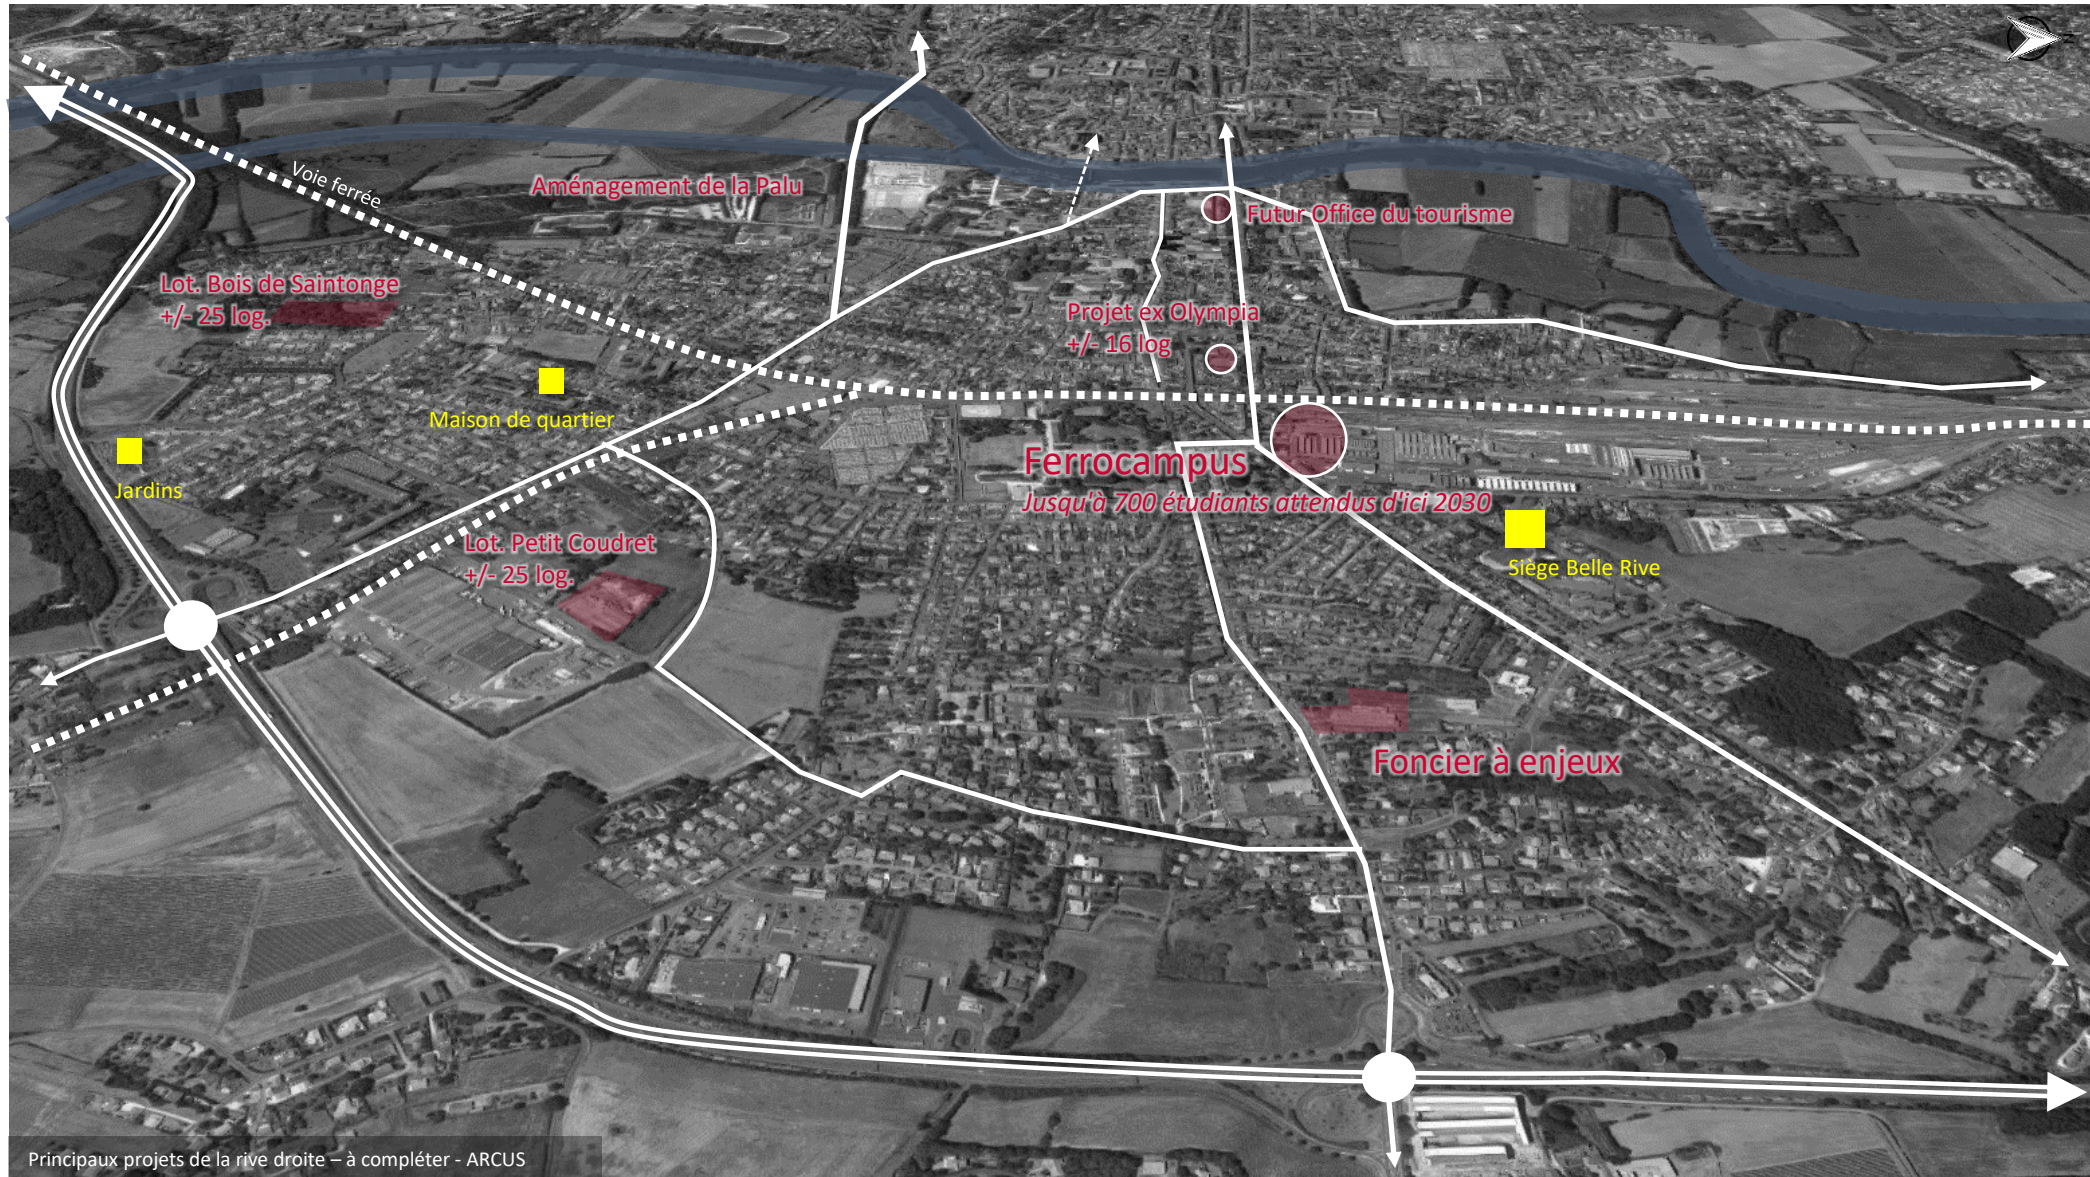 N
Voie ferrée
Aménagement de la Palu
Futur Office du tourisme
Lot. Bois de Saintonge
+/- 25 log.
Projet ex Olympia
+/- 16 log
Maison de quartier
Jardins
Ferrocampus
Jusqu'à 700 étudiants attendus d'ici 2030
Lot. Petit Coudret
+/- 25 log.
Siège Belle Rive
Foncier à enjeux
Principaux projets de la rive droite – à compléter - ARCUS